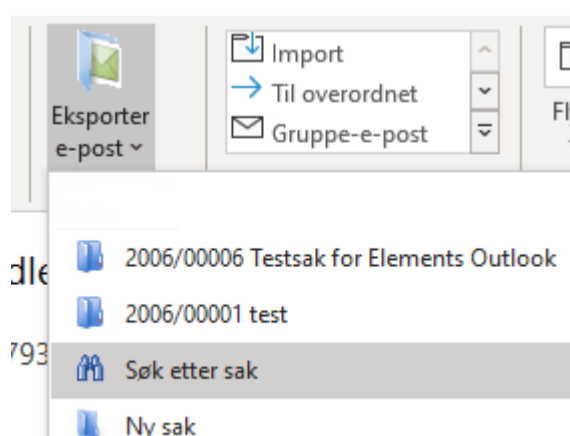 Eksporter
e-post
Import
Til overordnet
Gruppe-e-post
2006/00006 Testsak for Elements Outlook
2006/00001 test
793
Søk etter sak
Ny sak